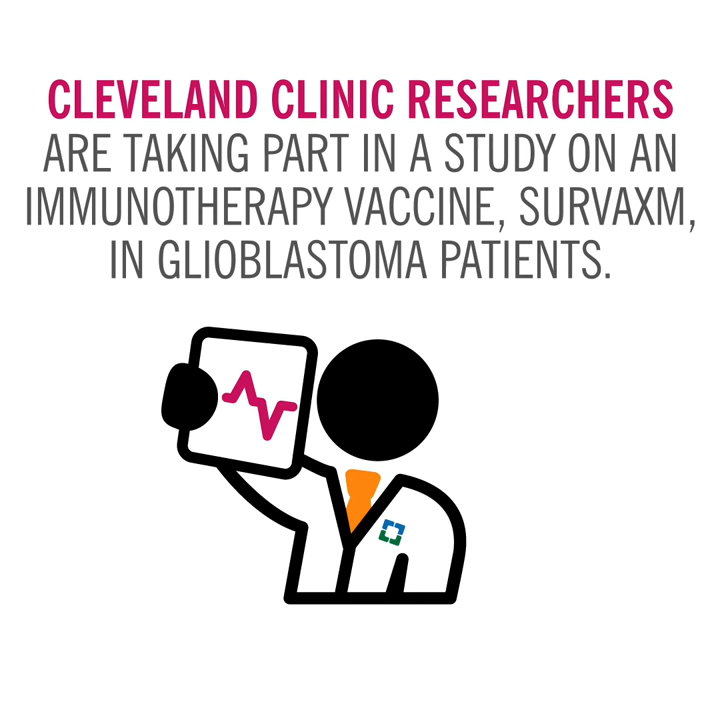 CLEVELAND CLINIC RESEARCHERS
ARE TAKING PART IN A STUDY ON AN
IMMUNOTHERAPY VACCINE, SURVAXM,
IN GLIOBLASTOMA PATIENTS.